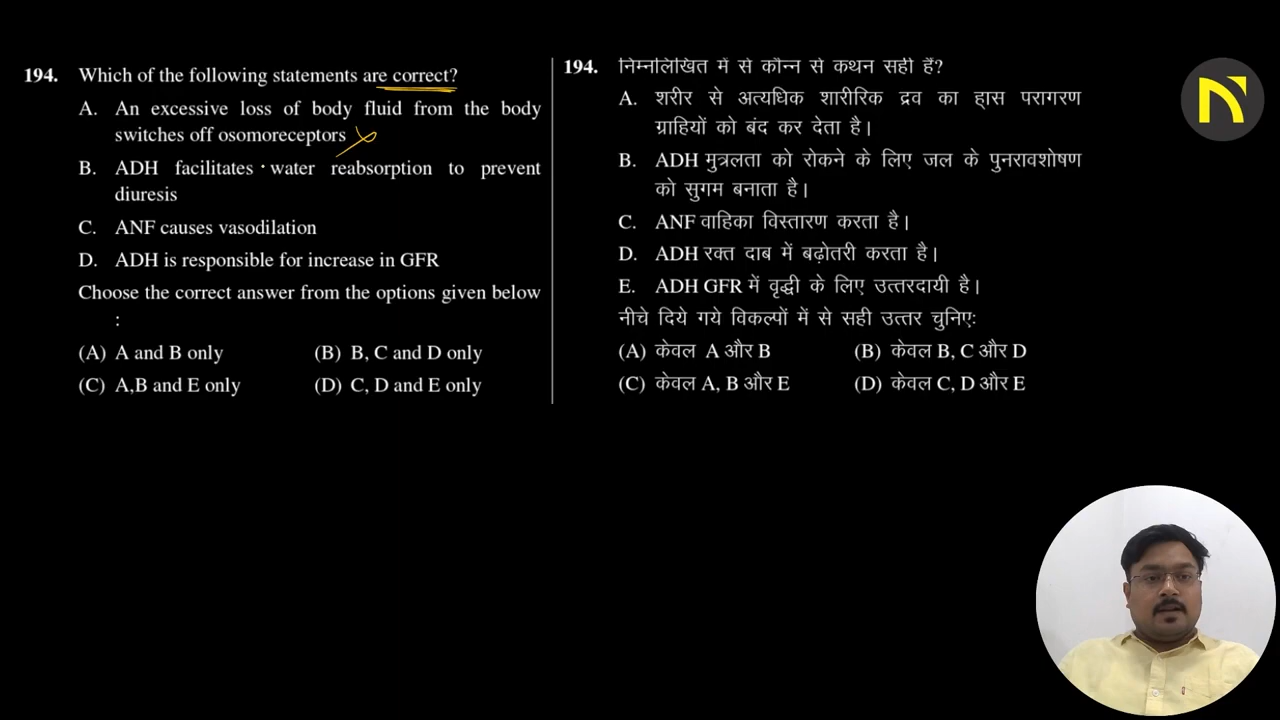 194. Which of the following statements are correct?
A. An excessive loss of body fluid from the body
switches off osomoreceptors
B. ADH facilitates water reabsorption to prevent
diuresis
C. ANF causes vasodilation
D. ADH is responsible for increase in GFR
Choose the correct answer from the options given below
:
(A) A and B only (B) B, C and D only
(C) A,B and E only (D) C, D and E only
194. निम्नलिखित में से कौन्न से कथन सही हैं?
A. शरीर से अत्यधिक शारीरिक द्रव का ह्रास परागरण
ग्राहियों को बंद कर देता है।
B. ADH मुत्रलता को रोकने के लिए जल के पुनरावशोषण
को सुगम बनाता है।
C. ANF वाहिका विस्तारण करता है।
D. ADH रक्त दाब में बढ़ोतरी करता है।
E. ADH GFR में वृद्धी के लिए उत्तरदायी है।
नीचे दिये गये विकल्पों में से सही उत्तर चुनिए:
(A) केवल A और B (B) केवल B, C और D
(C) केवल A, B और E (D) केवल C, D और E